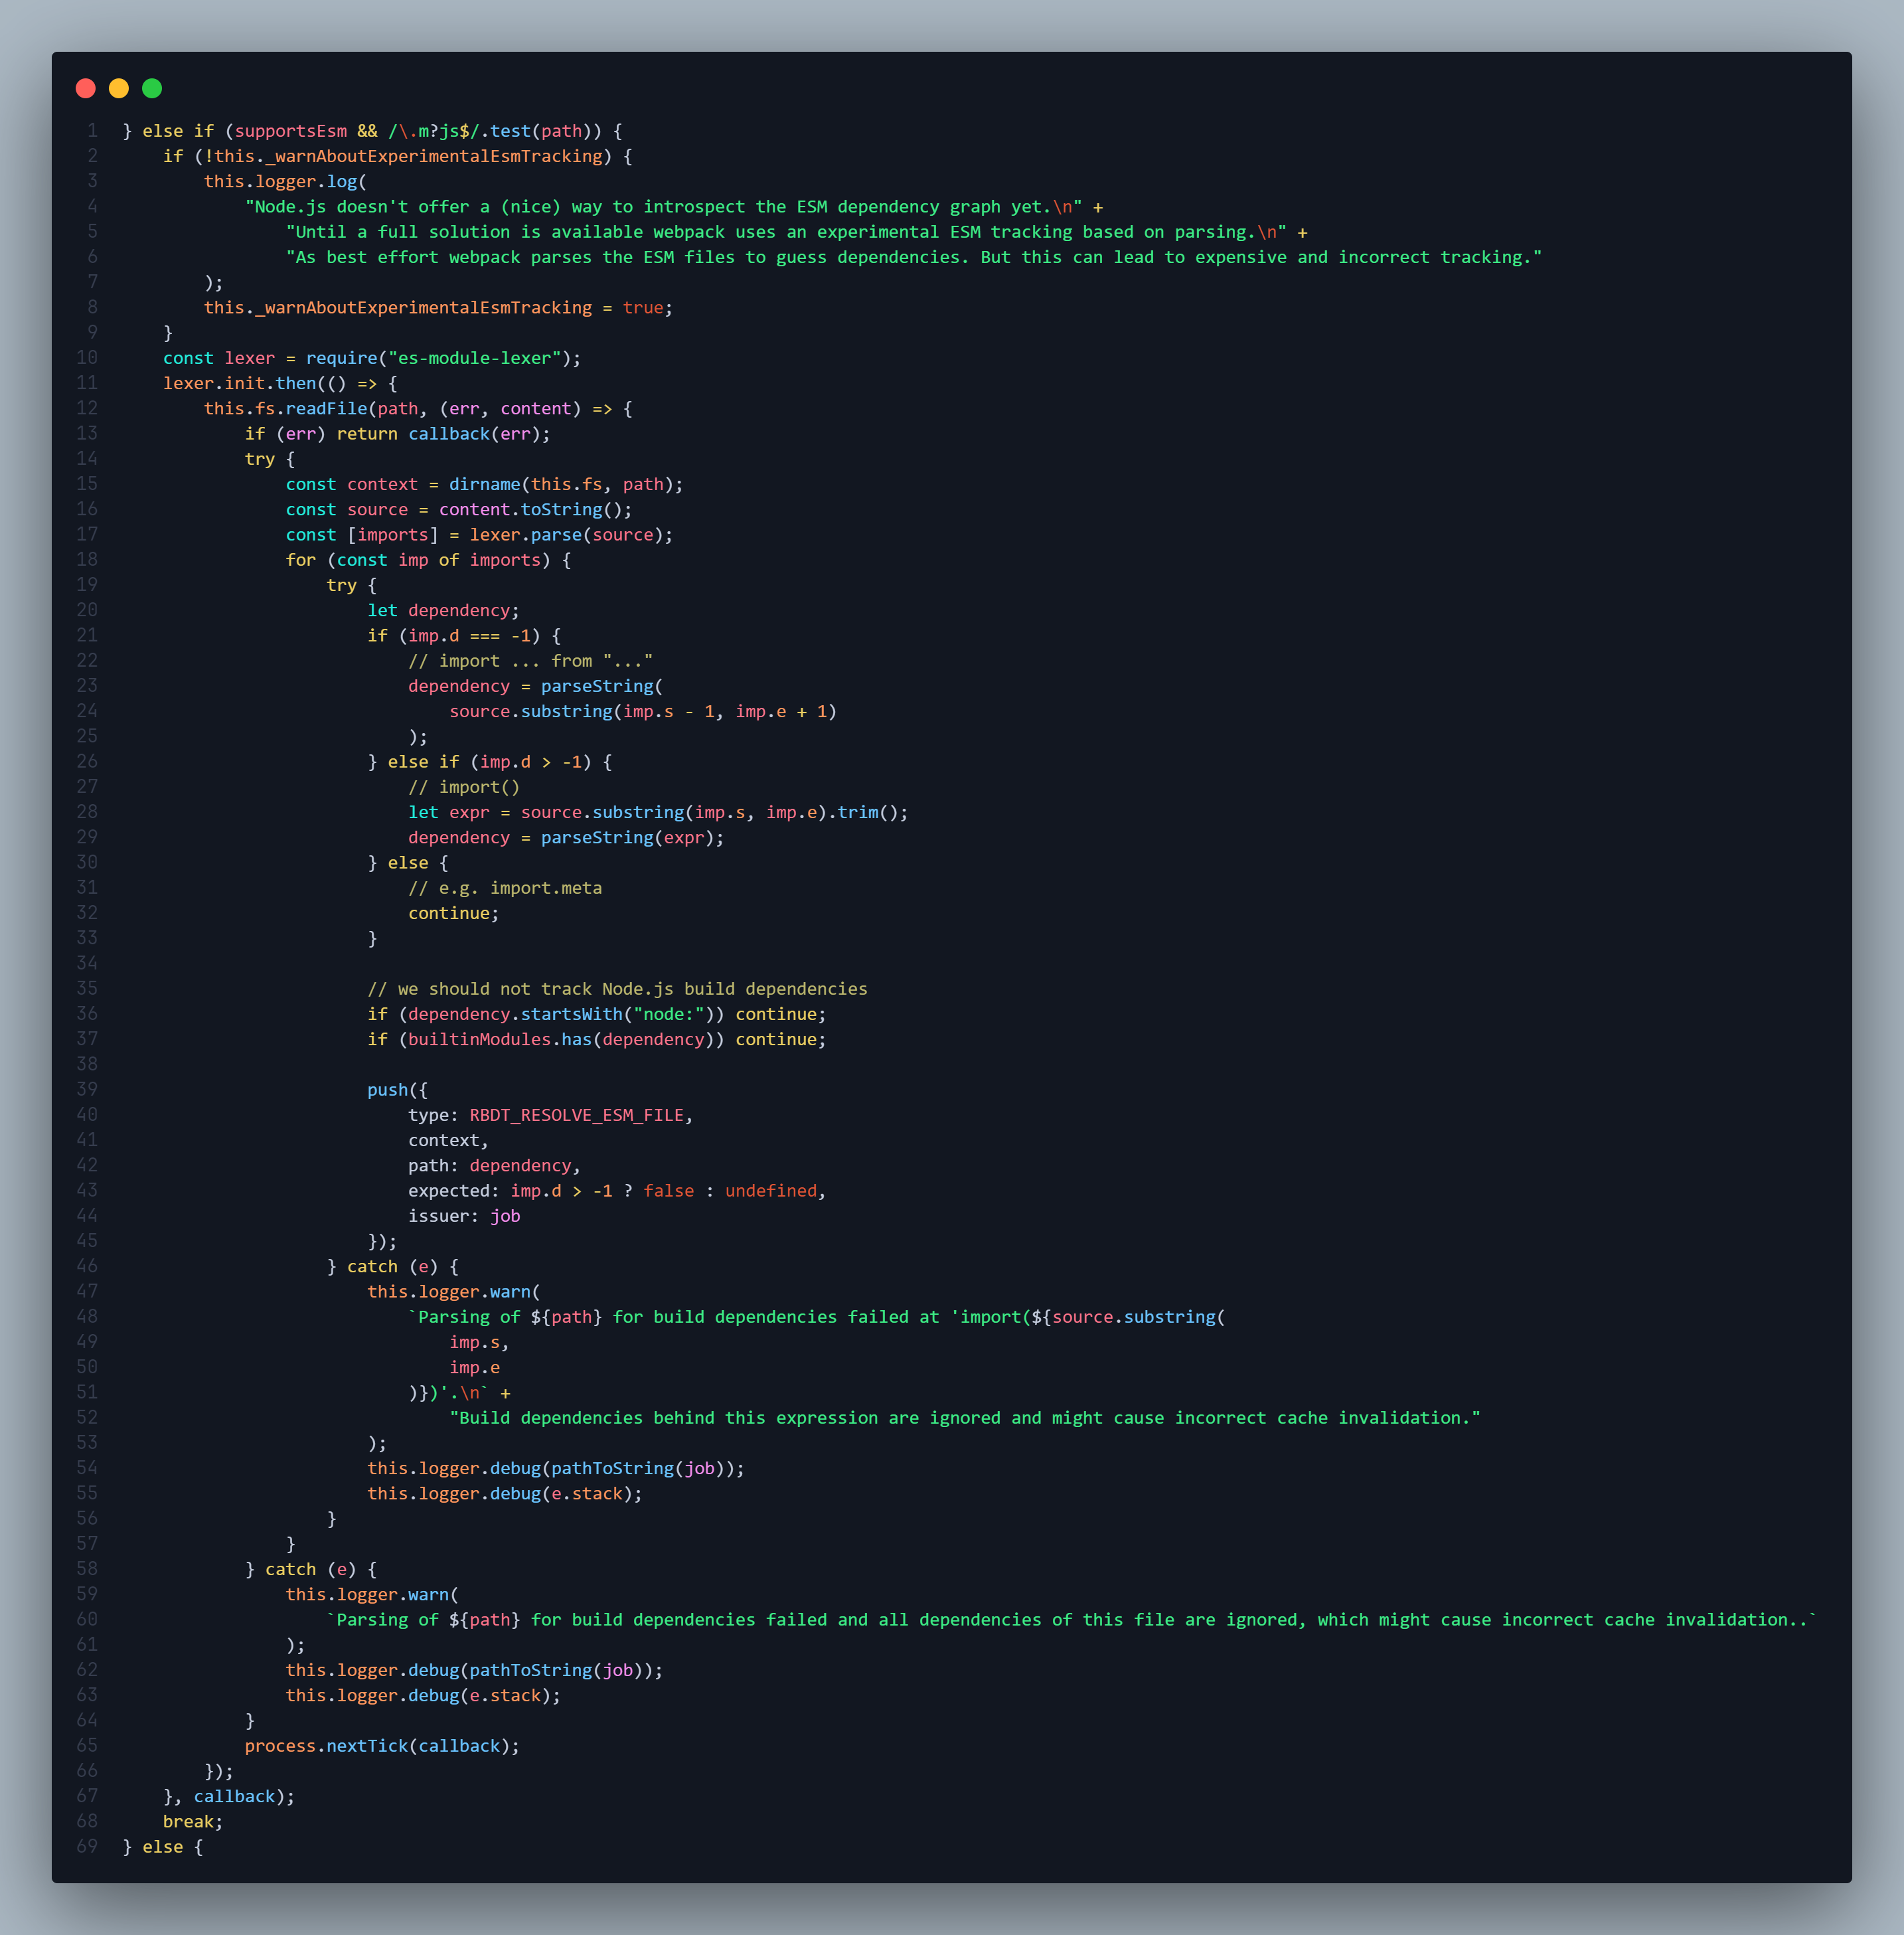 1 } else if (supportsEsm && /\.m?js$/.test(path)) {
2     if (!this._warnAboutExperimentalEsmTracking) {
3         this.logger.log(
4             "Node.js doesn't offer a (nice) way to introspect the ESM dependency graph yet.\n" +
5                 "Until a full solution is available webpack uses an experimental ESM tracking based on parsing.\n" +
6                 "As best effort webpack parses the ESM files to guess dependencies. But this can lead to expensive and incorrect tracking."
7         );
8         this._warnAboutExperimentalEsmTracking = true;
9     }
10     const lexer = require("es-module-lexer");
11     lexer.init.then(() => {
12         this.fs.readFile(path, (err, content) => {
13             if (err) return callback(err);
14             try {
15                 const context = dirname(this.fs, path);
16                 const source = content.toString();
17                 const [imports] = lexer.parse(source);
18                 for (const imp of imports) {
19                     try {
20                         let dependency;
21                         if (imp.d === -1) {
22                             // import ... from "..."
23                             dependency = parseString(
24                                 source.substring(imp.s - 1, imp.e + 1)
25                             );
26                         } else if (imp.d > -1) {
27                             // import()
28                             let expr = source.substring(imp.s, imp.e).trim();
29                             dependency = parseString(expr);
30                         } else {
31                             // e.g. import.meta
32                             continue;
33                         }
34
35                         // we should not track Node.js build dependencies
36                         if (dependency.startsWith("node:")) continue;
37                         if (builtinModules.has(dependency)) continue;
38
39                         push({
40                             type: RBDT_RESOLVE_ESM_FILE,
41                             context,
42                             path: dependency,
43                             expected: imp.d > -1 ? false : undefined,
44                             issuer: job
45                         });
46                     } catch (e) {
47                         this.logger.warn(
48                             `Parsing of ${path} for build dependencies failed at 'import(${source.substring(
49                                 imp.s,
50                                 imp.e
51                             )})'.\n` +
52                                 "Build dependencies behind this expression are ignored and might cause incorrect cache invalidation."
53                         );
54                         this.logger.debug(pathToString(job));
55                         this.logger.debug(e.stack);
56                     }
57                 }
58             } catch (e) {
59                 this.logger.warn(
60                     `Parsing of ${path} for build dependencies failed and all dependencies of this file are ignored, which might cause incorrect cache invalidation..`
61                 );
62                 this.logger.debug(pathToString(job));
63                 this.logger.debug(e.stack);
64             }
65             process.nextTick(callback);
66         });
67     }, callback);
68     break;
69 } else {